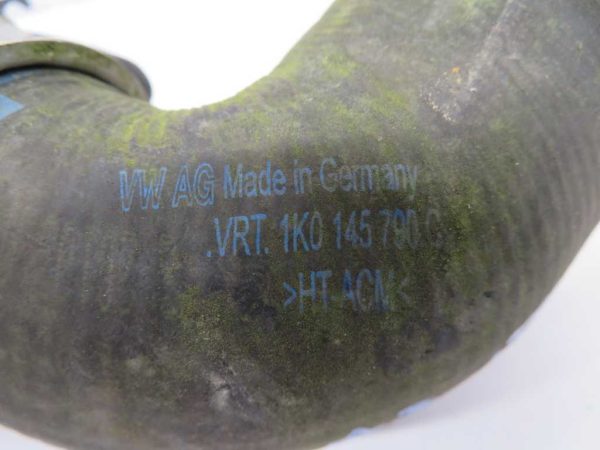 VW AG Made in Germany
.VRT. 1K0 145 790 C
>HT-ACM<